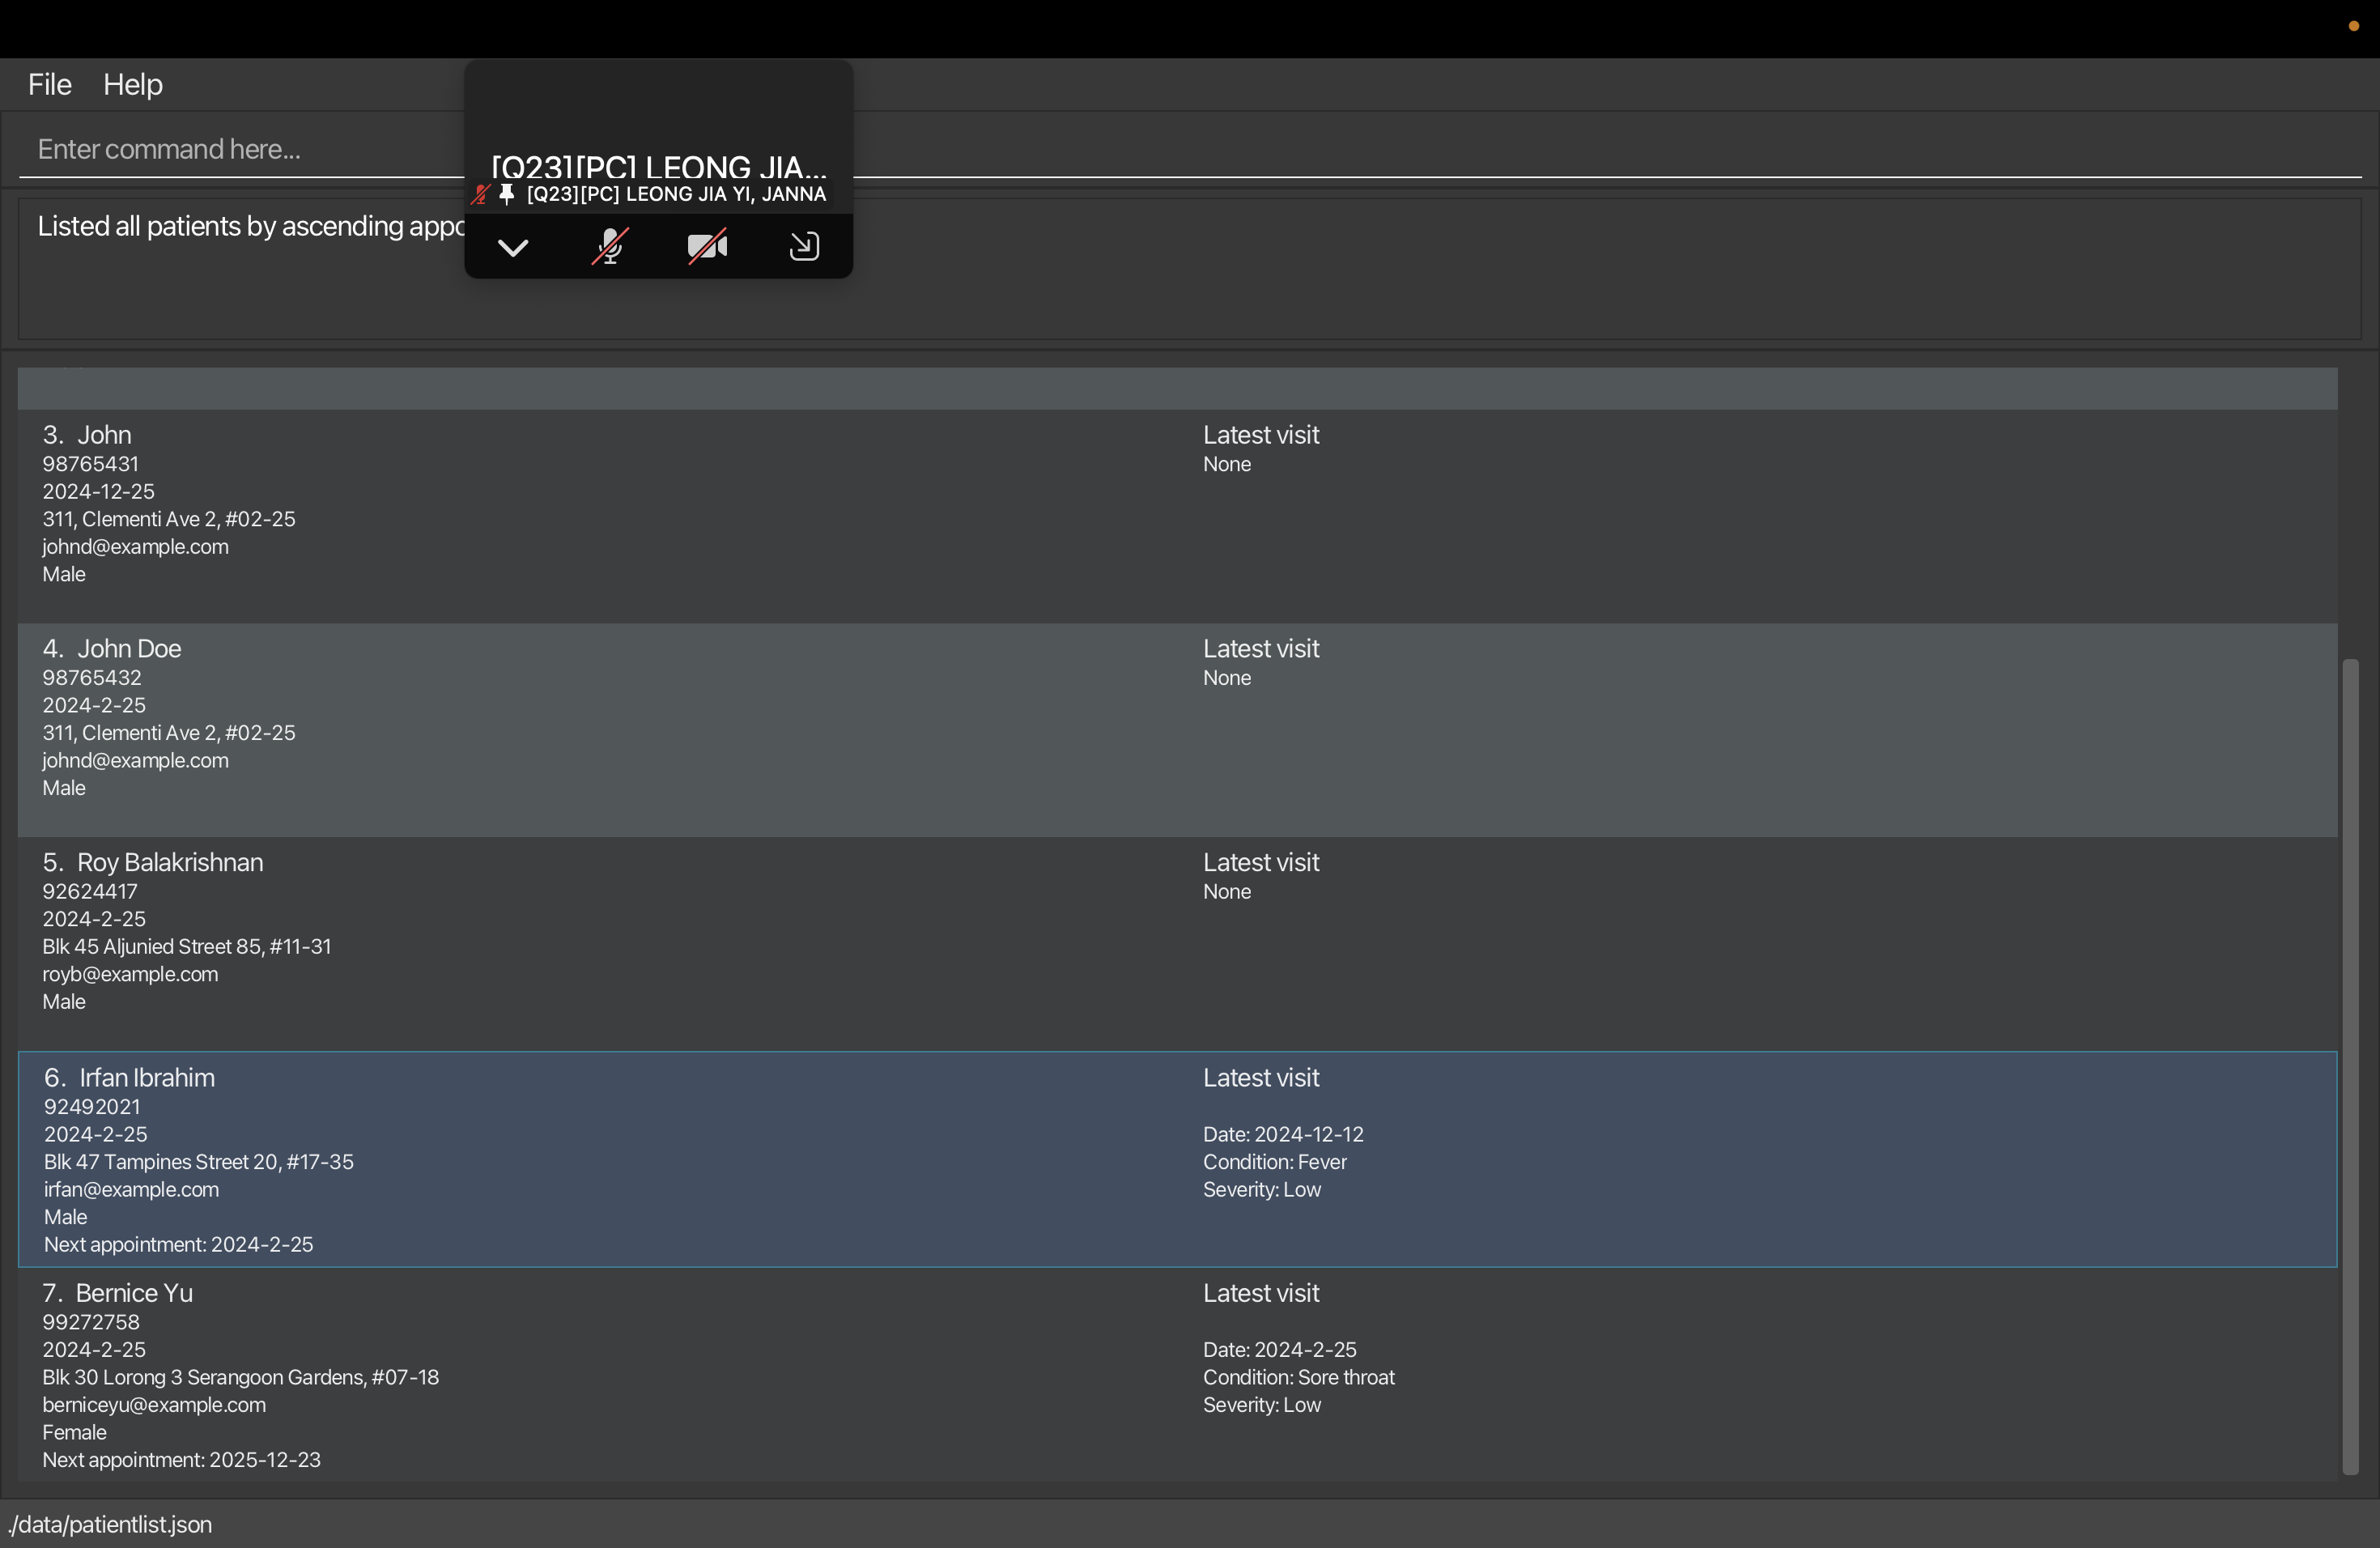 File Help
Enter command here...
[Q23][PC] LEONG JIA...
[Q23][PC] LEONG JIA YI, JANNA
Listed all patients by ascending
3. John
98765431
2024-12-25
311, Clementi Ave 2, #02-25
johnd@example.com
Male
Latest visit
None
4. John Doe
98765432
2024-2-25
311, Clementi Ave 2, #02-25
johnd@example.com
Male
Latest visit
None
5. Roy Balakrishnan
92624417
2024-2-25
Blk 45 Aljunied Street 85, #11-31
royb@example.com
Male
Latest visit
None
6. Irfan Ibrahim
92492021
2024-2-25
Blk 47 Tampines Street 20, #17-35
irfan@example.com
Male
Next appointment: 2024-2-25
Latest visit
Date: 2024-12-12
Condition: Fever
Severity: Low
7. Bernice Yu
99272758
2024-2-25
Blk 30 Lorong 3 Serangoon Gardens, #07-18
berniceyu@example.com
Female
Next appointment: 2025-12-23
Latest visit
Date: 2024-2-25
Condition: Sore throat
Severity: Low
./data/patientlist.json